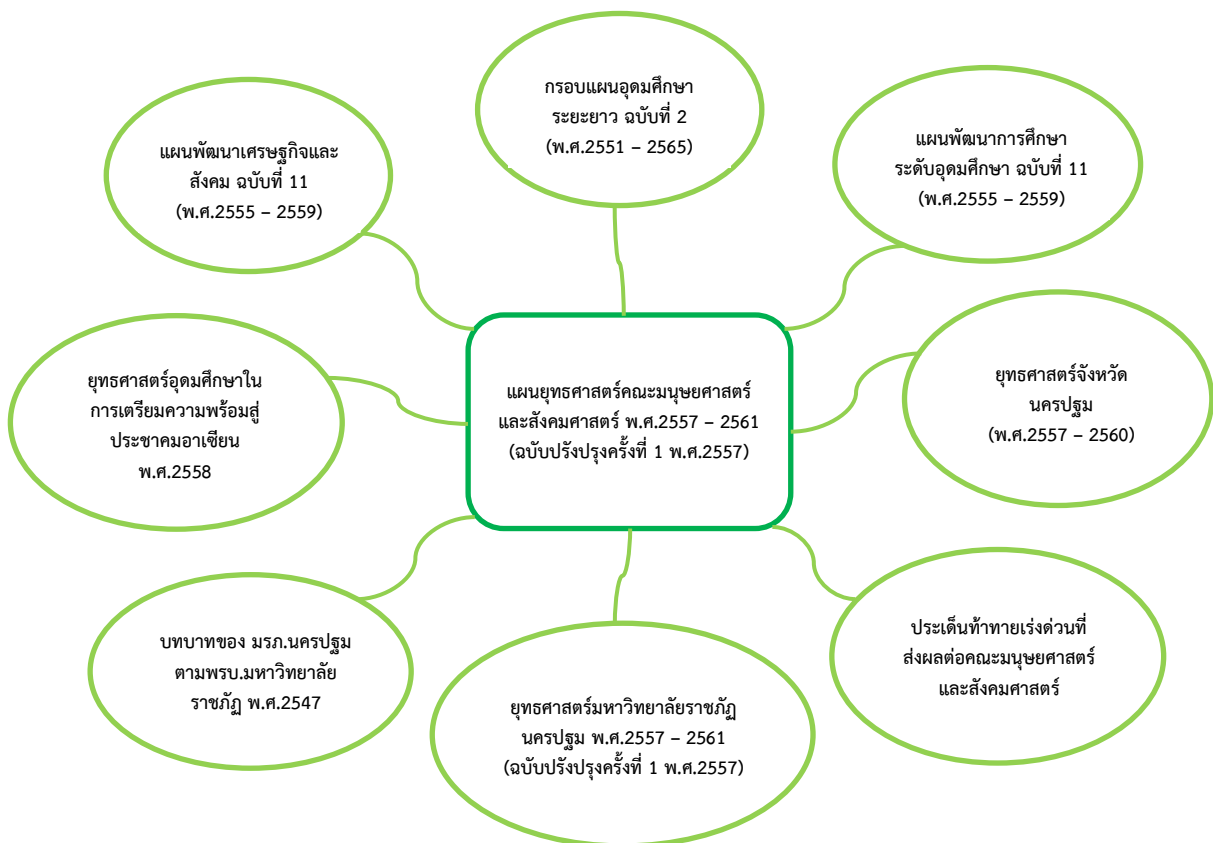 กรอบแผนอุดมศึกษา
ระยะยาว ฉบับที่ 2
(พ.ศ.2551 – 2565)
แผนพัฒนาเศรษฐกิจและ
สังคม ฉบับที่ 11
(พ.ศ.2555 – 2559)
แผนพัฒนาการศึกษา
ระดับอุดมศึกษา ฉบับที่ 11
(พ.ศ.2555 – 2559)
ยุทธศาสตร์อุดมศึกษาใน
การเตรียมความพร้อมสู่
ประชาคมอาเซียน
พ.ศ.2558
แผนยุทธศาสตร์คณะมนุษยศาสตร์
และสังคมศาสตร์ พ.ศ.2557 – 2561
(ฉบับปรับปรุงครั้งที่ 1 พ.ศ.2557)
ยุทธศาสตร์จังหวัด
นครปฐม
(พ.ศ.2557 – 2560)
บทบาทของ มรภ.นครปฐม
ตามพรบ.มหาวิทยาลัย
ราชภัฏ พ.ศ.2547
ยุทธศาสตร์มหาวิทยาลัยราชภัฏ
นครปฐม พ.ศ.2557 – 2561
(ฉบับปรับปรุงครั้งที่ 1 พ.ศ.2557)
ประเด็นท้าทายเร่งด่วนที่
ส่งผลต่อคณะมนุษยศาสตร์
และสังคมศาสตร์